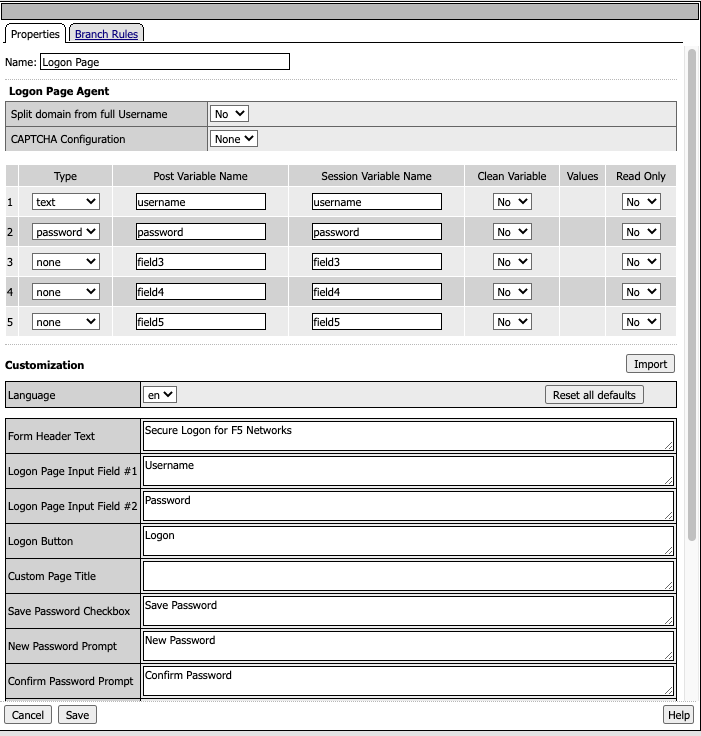 Properties Branch Rules
Name: Logon Page
Logon Page Agent
Split domain from full Username No
CAPTCHA Configuration None
Type Post Variable Name Session Variable Name Clean Variable Values Read Only
1 text username username No No
2 password password password No No
3 none field3 field3 No No
4 none field4 field4 No No
5 none field5 field5 No No
Customization Import
Language en Reset all defaults
Form Header Text Secure Logon for F5 Networks
Logon Page Input Field #1 Username
Logon Page Input Field #2 Password
Logon Button Logon
Custom Page Title
Save Password Checkbox Save Password
New Password Prompt New Password
Confirm Password Prompt Confirm Password
Cancel Save Help